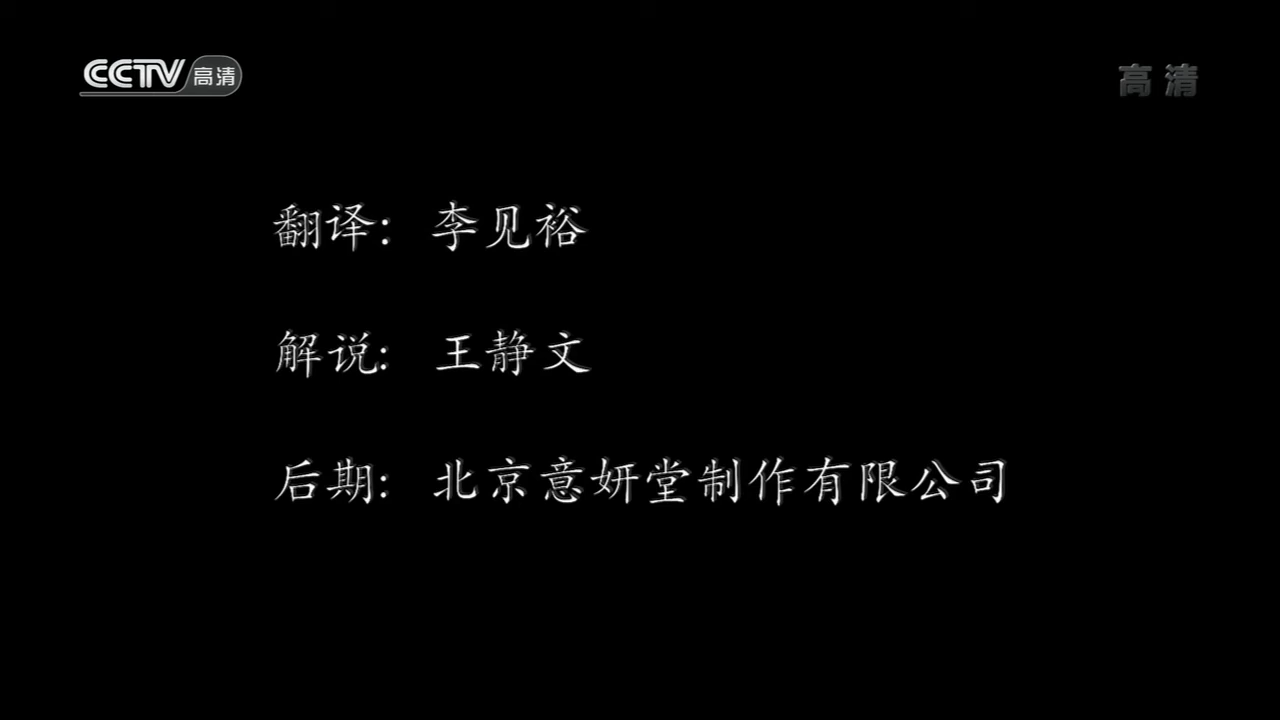 CCTV高清
高清
翻译：李见裕
解说：王静文
后期：北京意妍堂制作有限公司